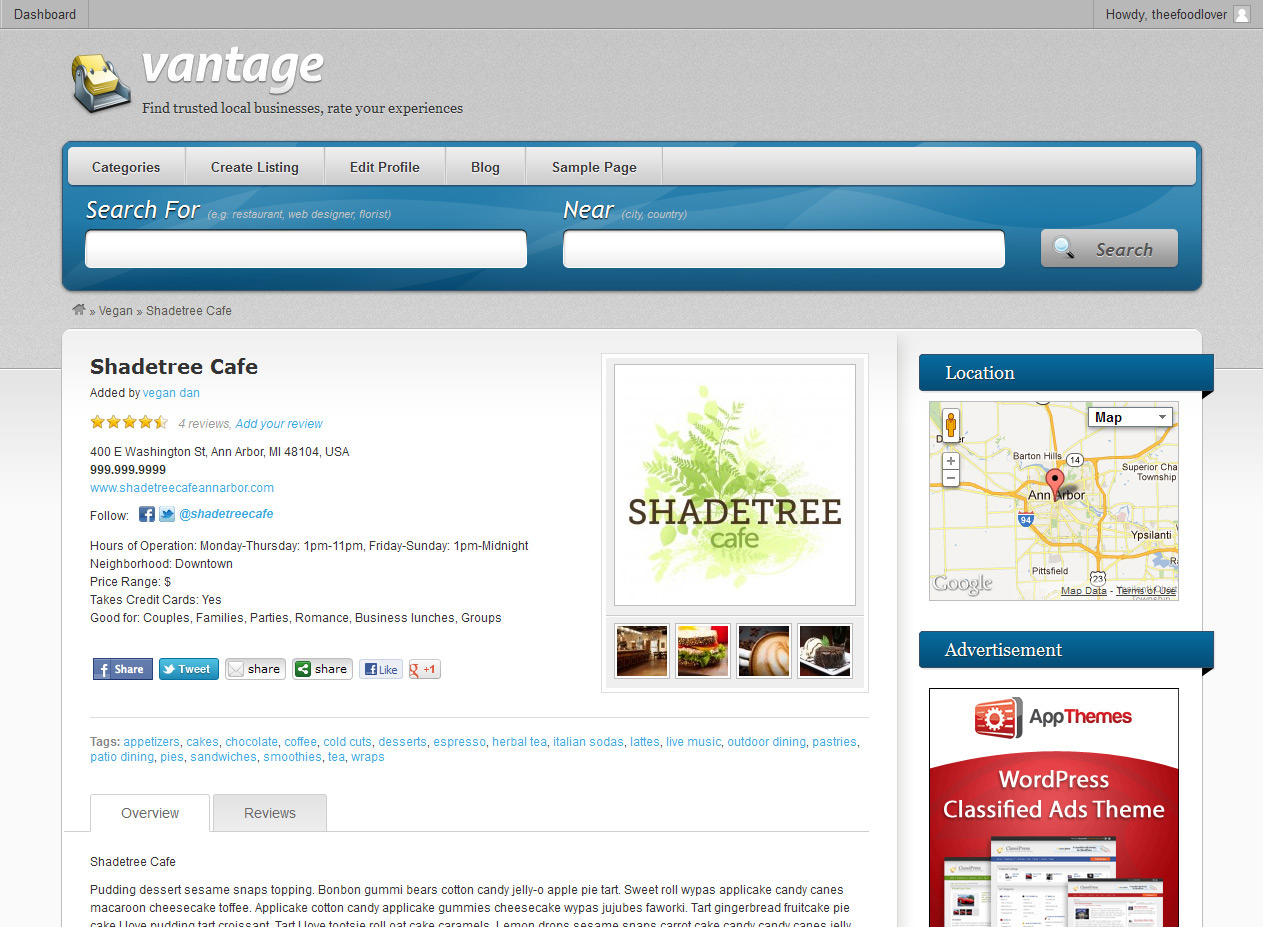 Dashboard
Howdy, theefoodlover
vantage
Find trusted local businesses, rate your experiences
Categories
Create Listing
Edit Profile
Blog
Sample Page
Search For (e.g. restaurant, web designer, florist)
Near (city, country)
Search
» Vegan » Shadetree Cafe
Shadetree Cafe
Added by vegan dan
4 reviews, Add your review
400 E Washington St, Ann Arbor, MI 48104, USA
999.999.9999
www.shadetreecafeannarbor.com
Follow: @shadetreecafe
Hours of Operation: Monday-Thursday: 1pm-11pm, Friday-Sunday: 1pm-Midnight
Neighborhood: Downtown
Price Range: $
Takes Credit Cards: Yes
Good for: Couples, Families, Parties, Romance, Business lunches, Groups
Share
Tweet
share
share
Like
+1
SHADETREE
cafe
Tags: appetizers, cakes, chocolate, coffee, cold cuts, desserts, espresso, herbal tea, italian sodas, lattes, live music, outdoor dining, pastries,
patio dining, pies, sandwiches, smoothies, tea, wraps
Overview
Reviews
Shadetree Cafe
Pudding dessert sesame snaps topping. Bonbon gummi bears cotton candy jelly-o apple pie tart. Sweet roll wypas applicake candy canes
macaroon cheesecake toffee. Applicake cotton candy applicake gummies cheesecake wypas jujubes faworki. Tart gingerbread fruitcake pie
cake I love pudding tart croissant. Tart I love tootsie roll oat cake caramels. Lemon drops sesame snaps carrot cake candy candy canes jelly
Location
Map
Barton Hills
14
Superior Cha
Township
Ann Arbor
94
Ypsilanti
Pittsfield
23
Google
Map Data - Terms of Use
Advertisement
AppThemes
WordPress
Classified Ads Theme